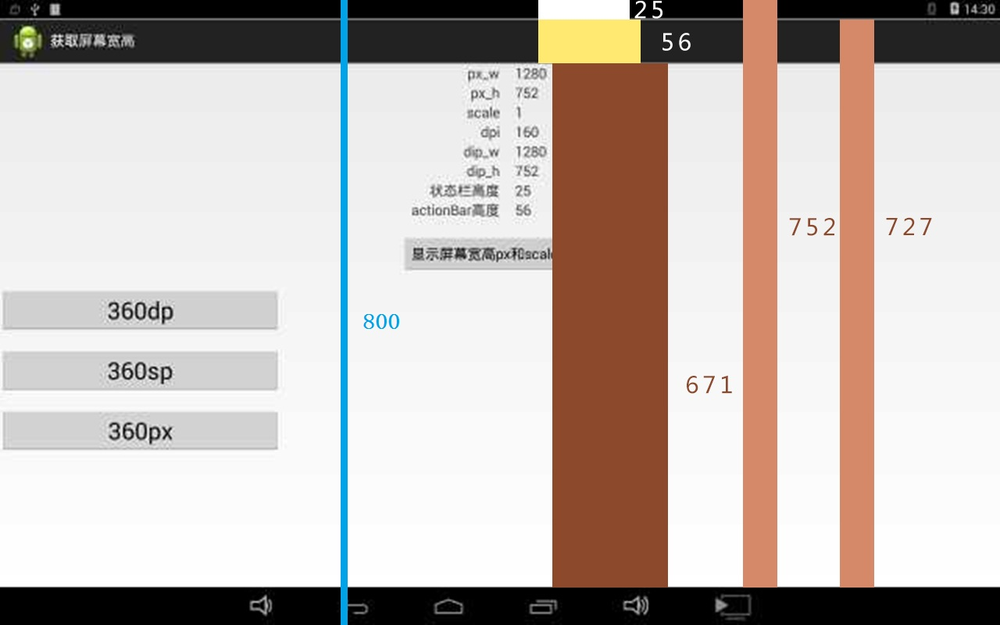 25
14:30
获取屏幕宽高
56
px_w 1280
px_h 752
scale 1
dpi 160
dip_w 1280
dip_h 752
状态栏高度 25
actionBar高度 56
752
727
显示屏幕宽高px和scal
360dp
800
360sp
671
360px